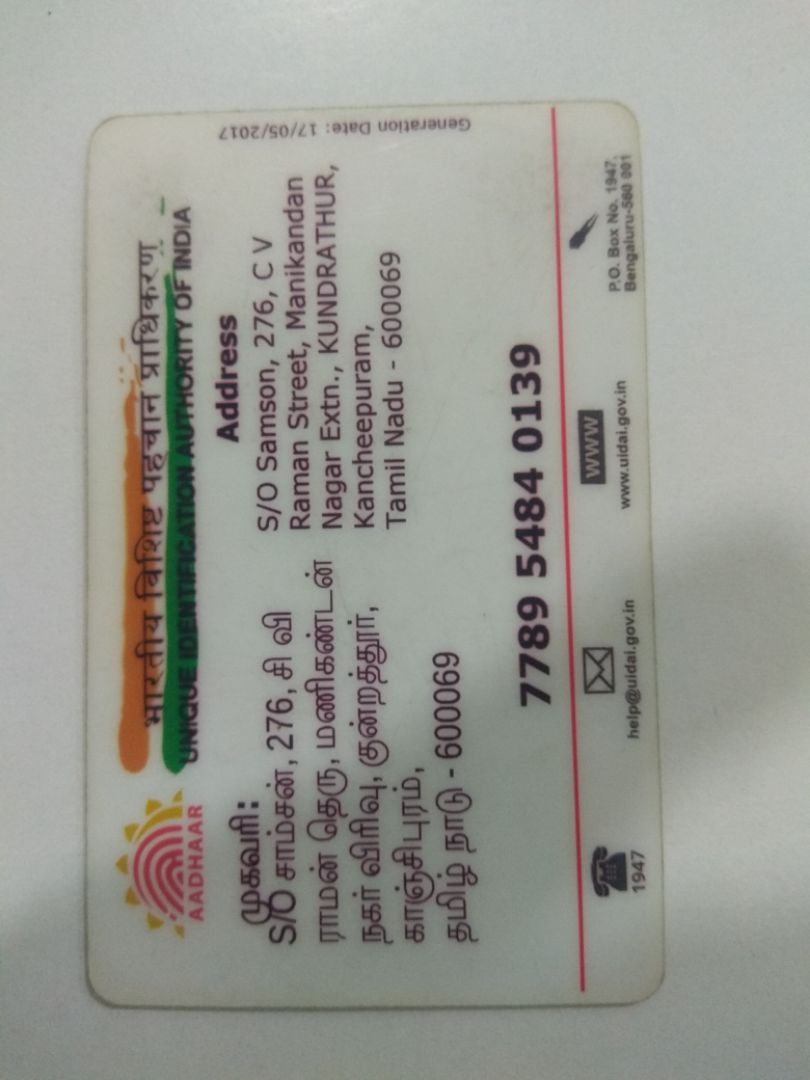 भारतीय विशिष्ट पहचान प्राधिकरण
UNIQUE IDENTIFICATION AUTHORITY OF INDIA
AADHAAR
முகவரி:
S/O சாம்சன், 276, சி வி
ராமன் தெரு, மணிகண்டன்
நகர் விரிவு, குன்றத்தூர்,
காஞ்சிபுரம்,
தமிழ் நாடு - 600069
Address
S/O Samson, 276, C V
Raman Street, Manikandan
Nagar Extn., KUNDRATHUR,
Kancheepuram,
Tamil Nadu - 600069
Generation Date: 17/05/2017
7789 5484 0139
1947
help@uidai.gov.in
WWW
www.uidai.gov.in
P.O. Box No. 1947,
Bengaluru-560 001